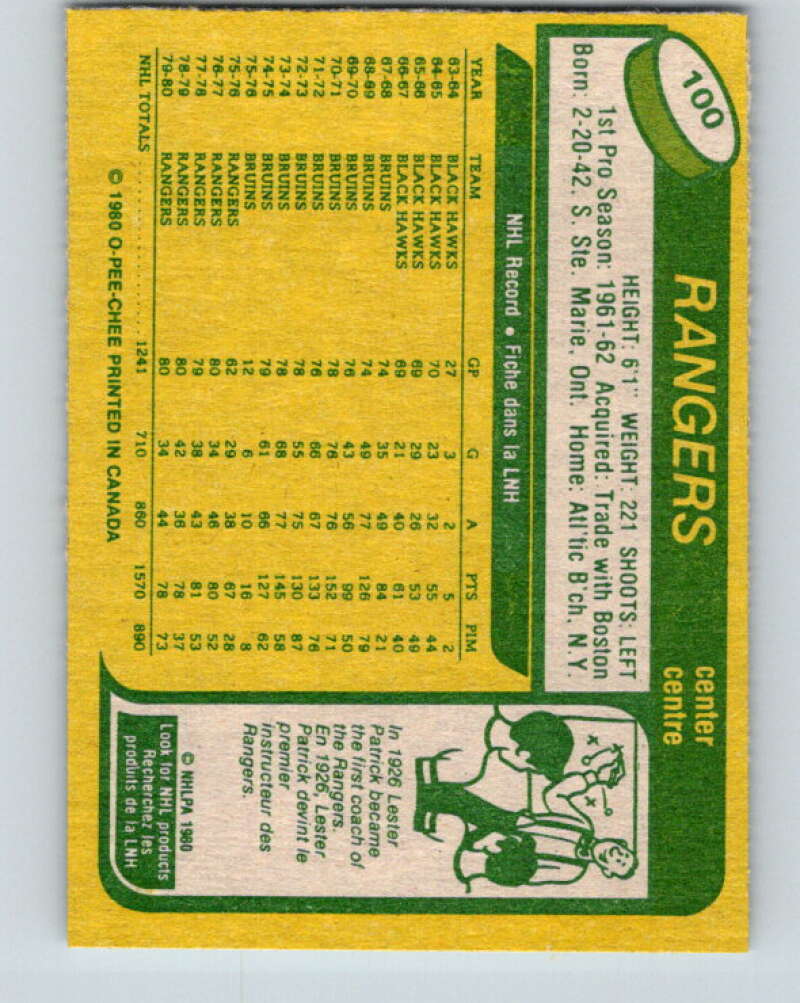 100
RANGERS
center
centre
HEIGHT: 6'1" WEIGHT: 221 SHOOTS: LEFT
1st Pro Season: 1961-62 Acquired: Trade with Boston
Born: 2-20-42. S. Ste. Marie, Ont. Home: Atl'tic B'ch, N.Y.
NHL Record • Fiche dans la LNH
YEAR TEAM GP G A PTS PIM
63-64 BLACK HAWKS 27 3 2 5 2
64-65 BLACK HAWKS 70 23 32 55 44
65-66 BLACK HAWKS 69 29 26 53 49
66-67 BLACK HAWKS 69 21 40 61 40
67-68 BRUINS 74 35 49 84 21
68-69 BRUINS 74 49 77 126 79
69-70 BRUINS 76 43 56 99 50
70-71 BRUINS 78 76 76 152 71
71-72 BRUINS 76 66 67 133 76
72-73 BRUINS 78 55 75 130 87
73-74 BRUINS 78 68 77 145 58
74-75 BRUINS 79 61 66 127 62
75-76 BRUINS 12 6 10 16 8
75-76 RANGERS 62 29 38 67 28
76-77 RANGERS 80 34 46 80 52
77-78 RANGERS 79 38 43 81 53
78-79 RANGERS 80 42 36 78 37
79-80 RANGERS 80 34 44 78 73
NHL TOTALS .................... 1241 710 860 1570 890
© 1980 O-PEE-CHEE PRINTED IN CANADA
x o
x
x o
In 1926 Lester
Patrick became
the first coach of
the Rangers.
En 1926, Lester
Patrick devint le
premier
instructeur des
Rangers.
© NHLPA 1980
Look for NHL products
Recherchez les
produits de la LNH